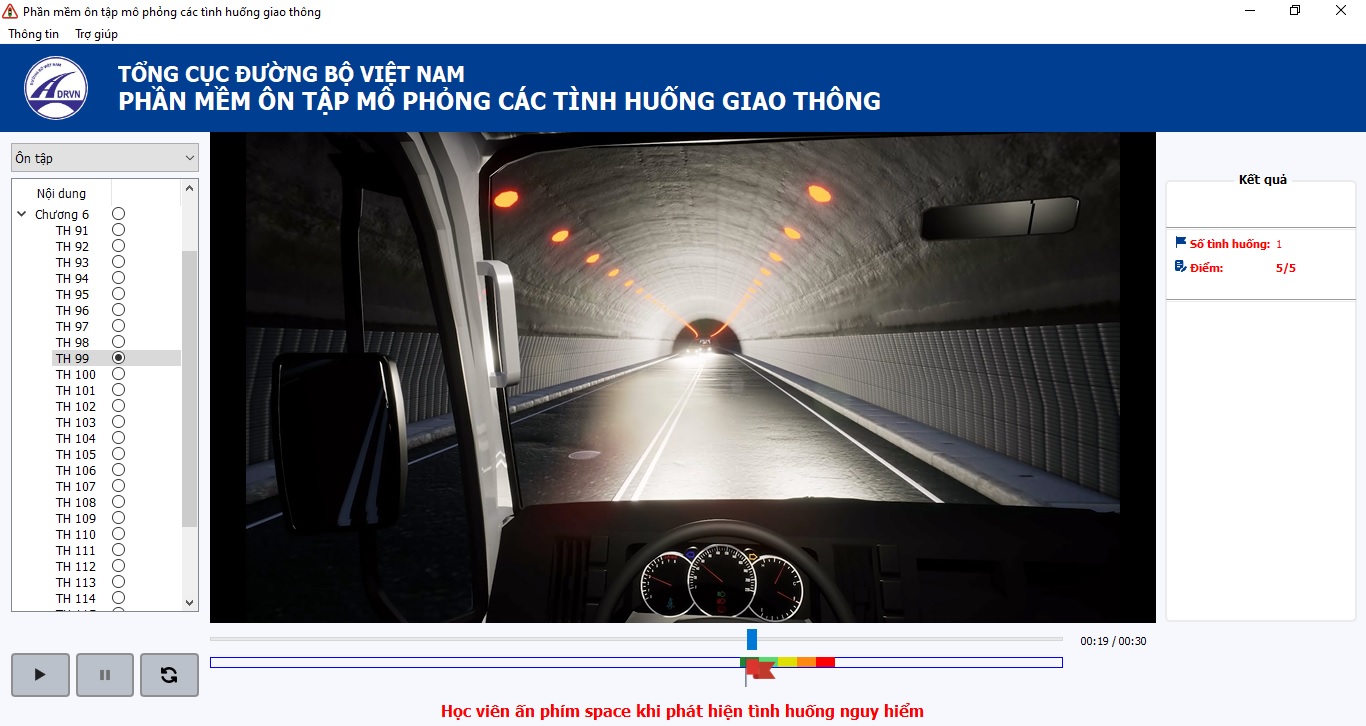 Phần mềm ôn tập mô phỏng các tình huống giao thông
Thông tin Trợ giúp
TỔNG CỤC ĐƯỜNG BỘ VIỆT NAM
PHẦN MỀM ÔN TẬP MÔ PHỎNG CÁC TÌNH HUỐNG GIAO THÔNG
ĐƯỜNG BỘ VIỆT NAM
DRVN
Ôn tập
Nội dung
Chương 6
TH 91
TH 92
TH 93
TH 94
TH 95
TH 96
TH 97
TH 98
TH 99
TH 100
TH 101
TH 102
TH 103
TH 104
TH 105
TH 106
TH 107
TH 108
TH 109
TH 110
TH 111
TH 112
TH 113
TH 114
Kết quả
Số tình huống: 1
Điểm: 5/5
00:19 / 00:30
Học viên ấn phím space khi phát hiện tình huống nguy hiểm